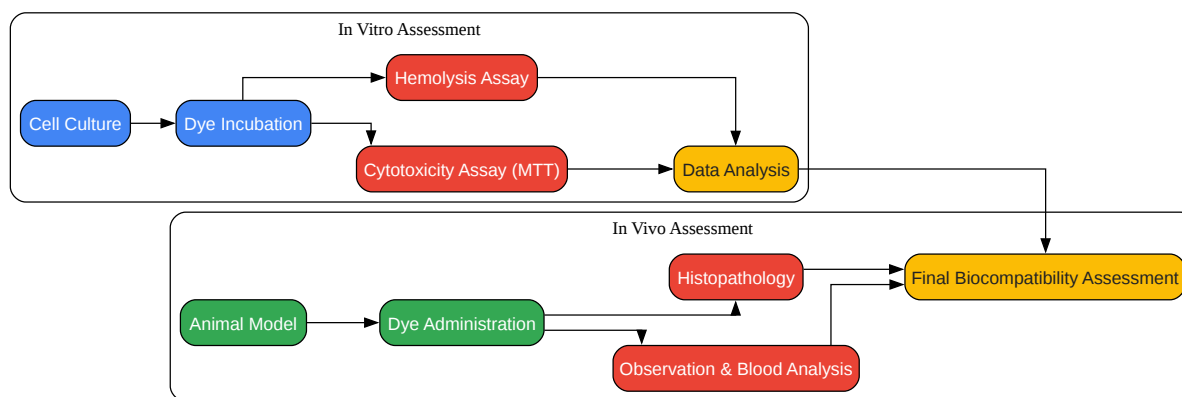 In Vitro Assessment
Hemolysis Assay
Cell Culture
Dye Incubation
Cytotoxicity Assay (MTT)
Data Analysis
In Vivo Assessment
Histopathology
Final Biocompatibility Assessment
Animal Model
Dye Administration
Observation & Blood Analysis